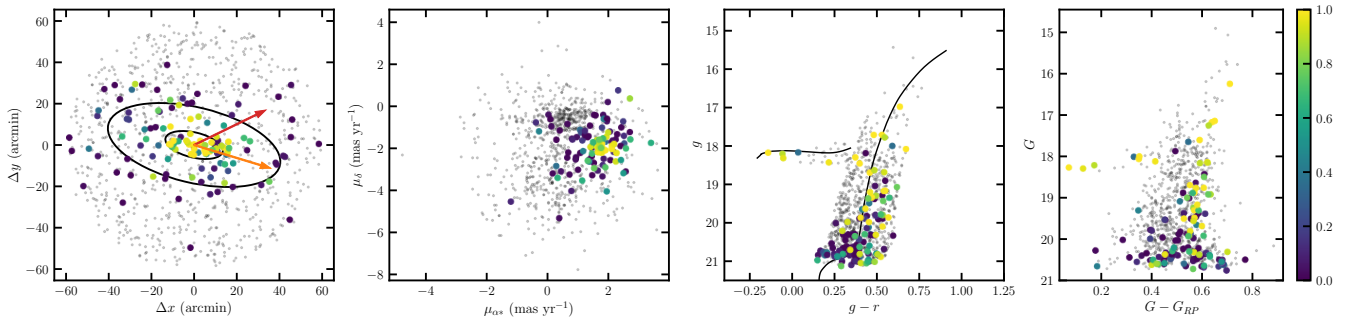 60
40
20
0
−20
−40
−60
−60 −40 −20 0 20 40 60
Δx (arcmin)
Δy (arcmin)
4
2
0
−2
−4
−6
−8
−2 0 2 4
μα∗ (mas yr⁻¹)
μδ (mas yr⁻¹)
15
16
17
18
19
20
21
−0.25 0.00 0.25 0.50 0.75 1.00 1.25
g − r
g
15
16
17
18
19
20
21
0.2 0.4 0.6 0.8
G − GRP
G
1.0
0.8
0.6
0.4
0.2
0.0